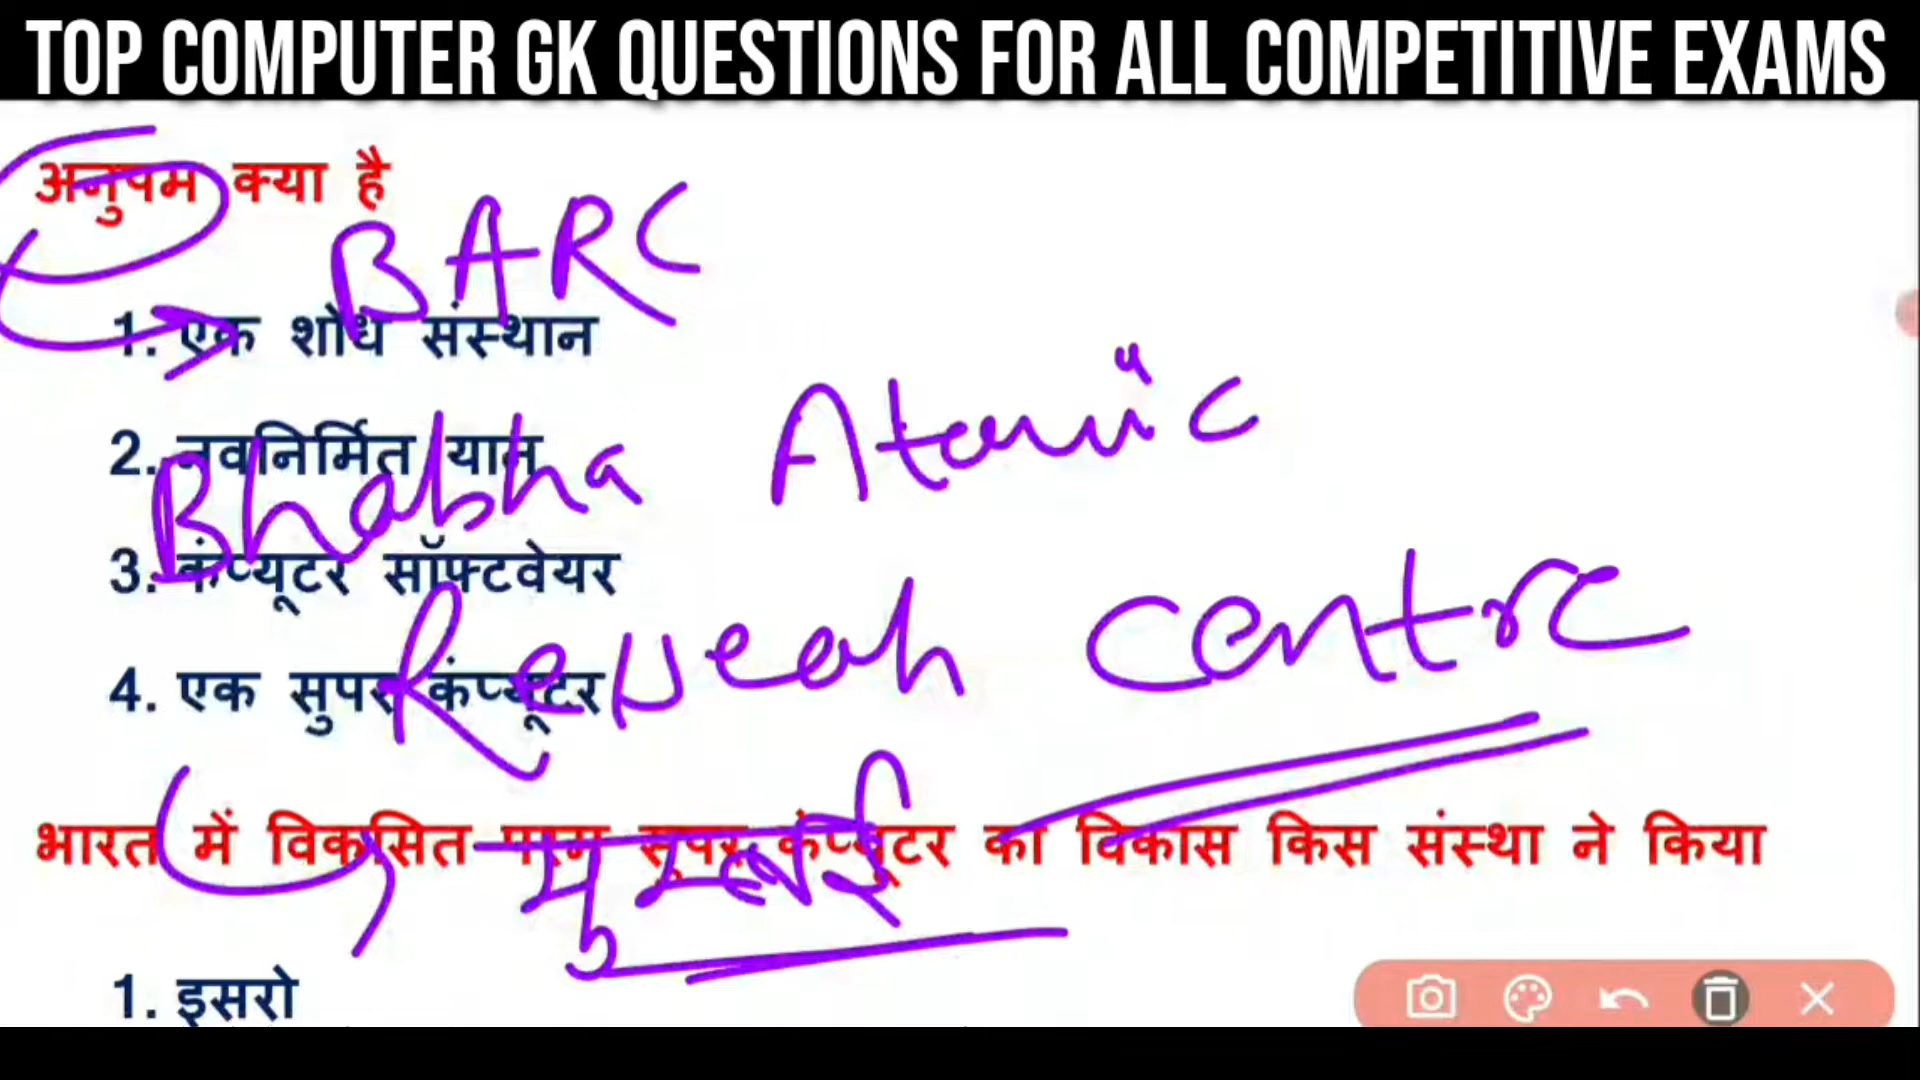 TOP COMPUTER GK QUESTIONS FOR ALL COMPETITIVE EXAMS
अनुपम क्या है
BARC
1. एक शोध संस्थान
Atomic
2. नवनिर्मित यान
Bhabha
3. कंप्यूटर सॉफ्टवेयर
centre
4. एक सुपर कंप्यूटर
भारत में विकसित परम सुपर कंप्यूटर का विकास किस संस्था ने किया
मुम्बई
1. इसरो